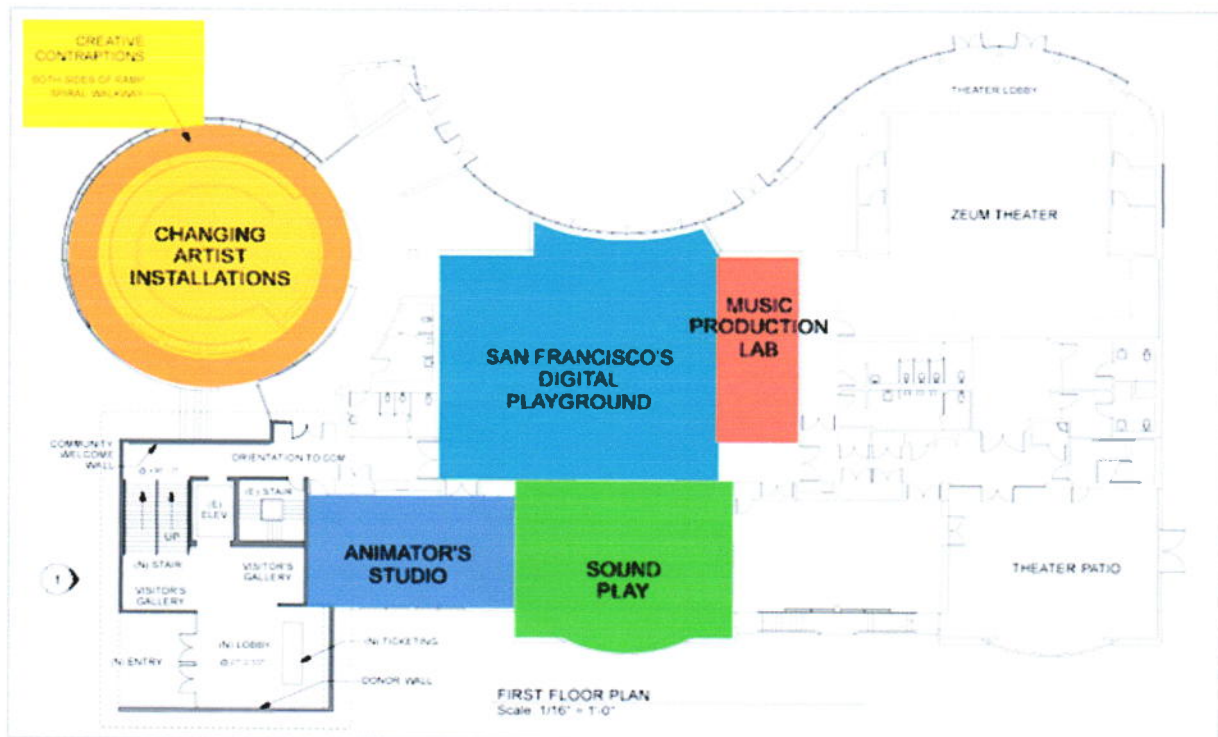 CREATIVE
CONTRAPTIONS
BOTH SIDES OF RAMP
SPIRAL WALKWAY
CHANGING
ARTIST
INSTALLATIONS
THEATER LOBBY
ZEUM THEATER
MUSIC
PRODUCTION
LAB
SAN FRANCISCO'S
DIGITAL
PLAYGROUND
COMMUNITY
WELCOME
WALL
ORIENTATION TO CCM
(E) STAIR
(E)
ELEV
UP
(N) STAIR
VISITOR'S
GALLERY
VISITOR'S
GALLERY
ANIMATOR'S
STUDIO
SOUND
PLAY
THEATER PATIO
1
(N) LOBBY
(N) TICKETING
(N) ENTRY
DONOR WALL
FIRST FLOOR PLAN
Scale 1/16" = 1'-0"